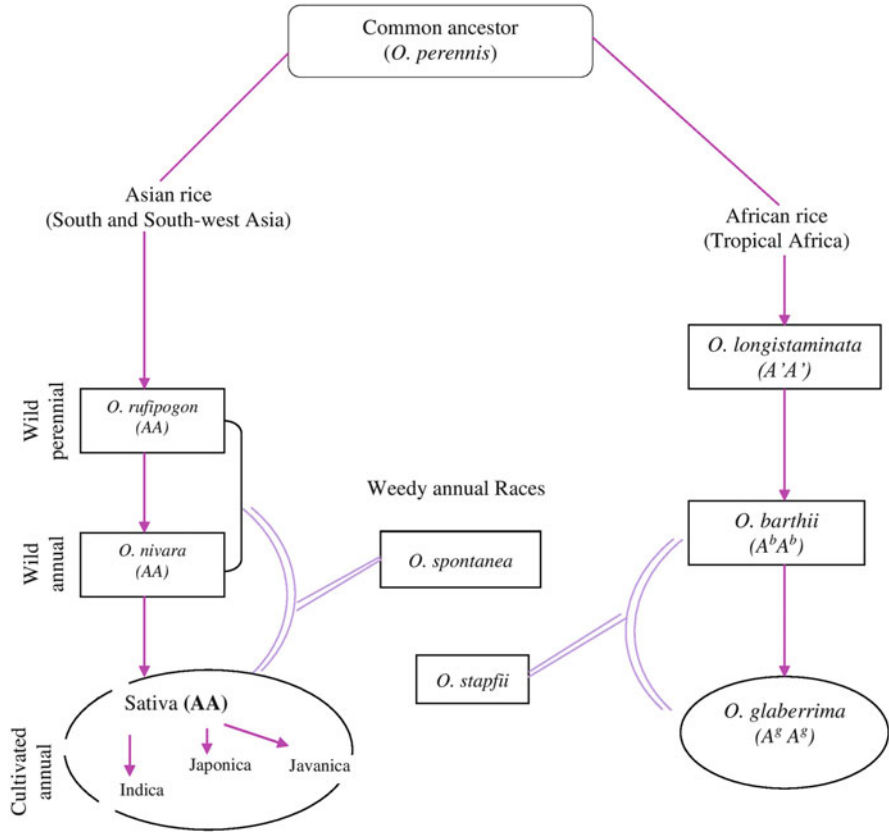 Common ancestor
(O. perennis)
Asian rice
(South and South-west Asia)
African rice
(Tropical Africa)
Wild
perennial
O. rufipogon
(AA)
O. longistaminata
(A’A’)
Weedy annual Races
Wild
annual
O. nivara
(AA)
O. spontanea
O. barthii
(AᵇAᵇ)
O. stapfii
Cultivated
annual
Sativa (AA)
Indica
Japonica
Javanica
O. glaberrima
(Aᵍ Aᵍ)